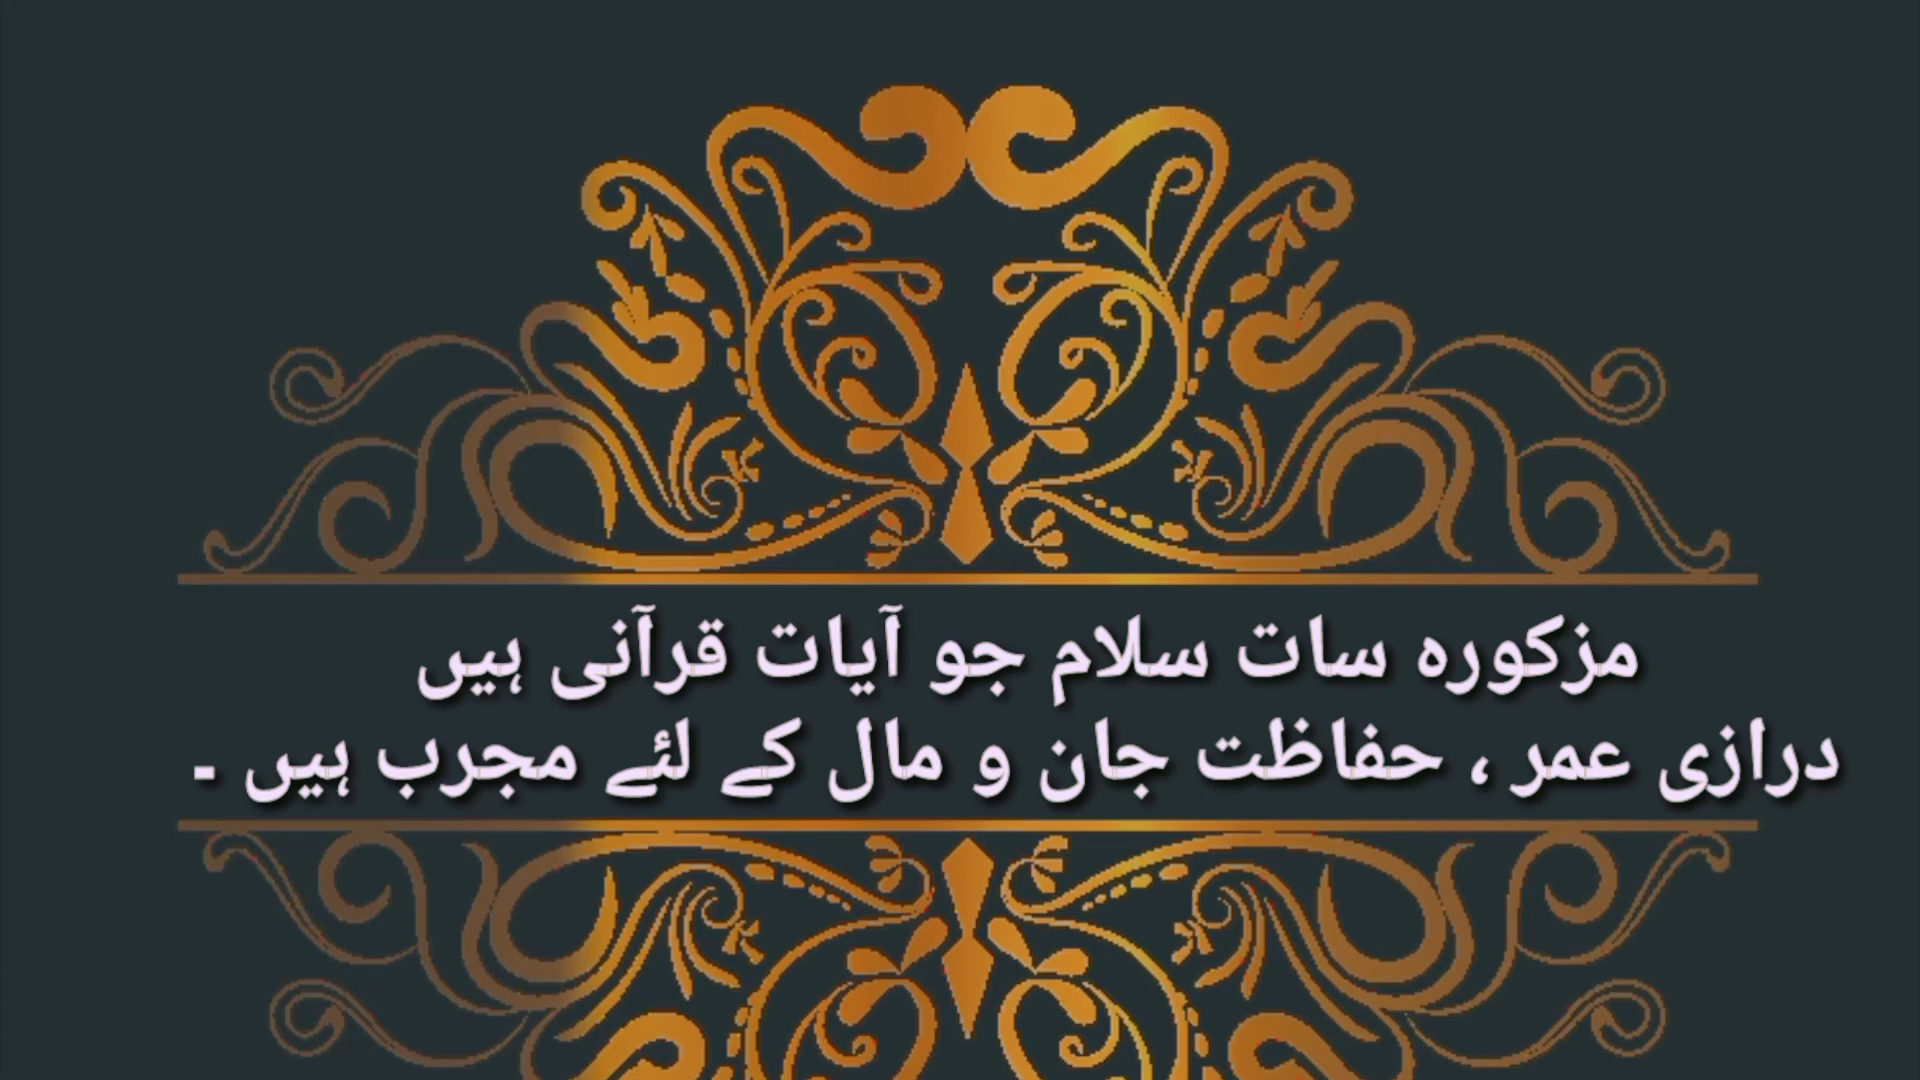 مزکورہ سات سلام جو آیات قرآنی ہیں
درازی عمر ، حفاظت جان و مال کے لئے مجرب ہیں ۔